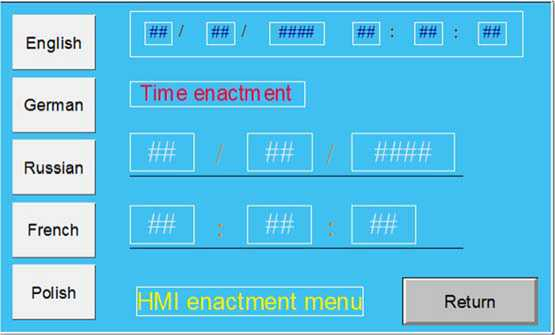 English
German
Russian
French
Polish
## / ## / #### ## : ## : ##
Time enactment
## / ## / ####
## : ## : ##
HMI enactment menu
Return